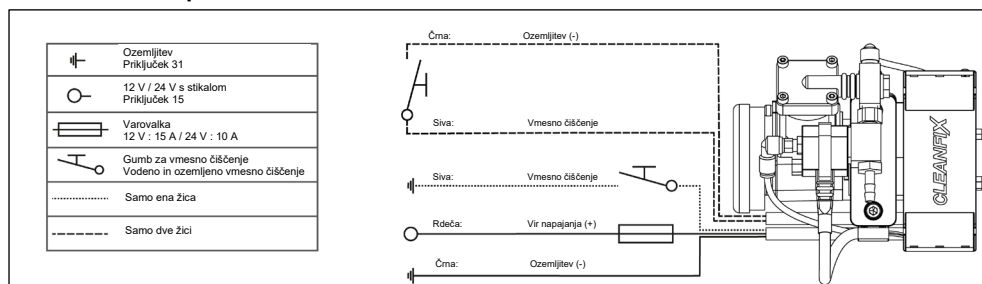 Ozemljitev
Priključek 31
12 V / 24 V s stikalom
Priključek 15
Varovalka
12 V : 15 A / 24 V : 10 A
Gumb za vmesno čiščenje
Vodeno in ozemljeno vmesno čiščenje
Samo ena žica
Samo dve žici
Črna: Ozemljitev (-)
Siva: Vmesno čiščenje
Siva: Vmesno čiščenje
Rdeča: Vir napajanja (+)
Črna: Ozemljitev (-)
CLEANFIX